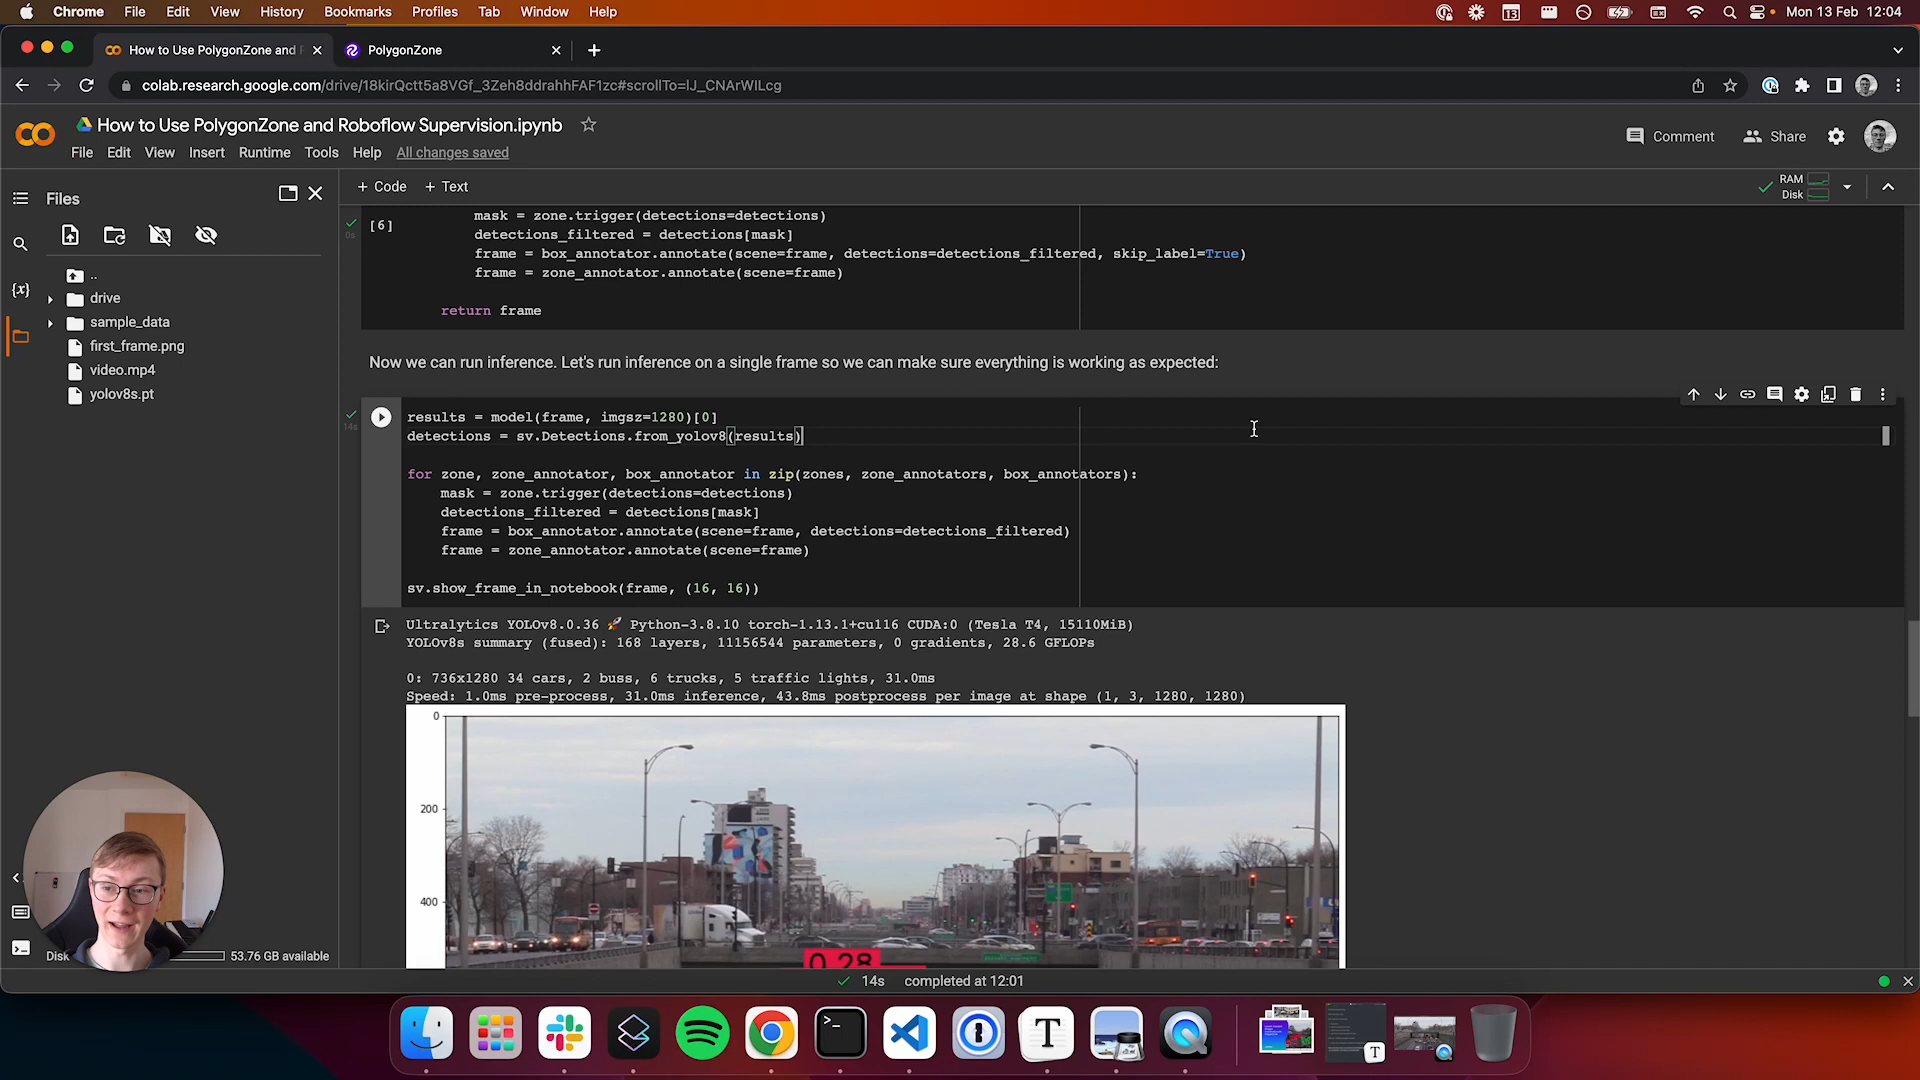 Chrome File Edit View History Bookmarks Profiles Tab Window Help
13
Mon 13 Feb 12:04
How to Use PolygonZone and R
PolygonZone
colab.research.google.com/drive/18kirQctt5a8VGf_3Zeh8ddrahhFAF1zc#scrollTo=lJ_CNArWILcg
How to Use PolygonZone and Roboflow Supervision.ipynb
Comment
Share
File Edit View Insert Runtime Tools Help All changes saved
Files
+ Code + Text
RAM
Disk
{x}
..
drive
sample_data
first_frame.png
video.mp4
yolov8s.pt
Disk
53.76 GB available
0s
[6]
mask = zone.trigger(detections=detections)
detections_filtered = detections[mask]
frame = box_annotator.annotate(scene=frame, detections=detections_filtered, skip_label=True)
frame = zone_annotator.annotate(scene=frame)
return frame
Now we can run inference. Let's run inference on a single frame so we can make sure everything is working as expected:
14s
results = model(frame, imgsz=1280)[0]
detections = sv.Detections.from_yolov8(results)
for zone, zone_annotator, box_annotator in zip(zones, zone_annotators, box_annotators):
mask = zone.trigger(detections=detections)
detections_filtered = detections[mask]
frame = box_annotator.annotate(scene=frame, detections=detections_filtered)
frame = zone_annotator.annotate(scene=frame)
sv.show_frame_in_notebook(frame, (16, 16))
Ultralytics YOLOv8.0.36 🚀 Python-3.8.10 torch-1.13.1+cu116 CUDA:0 (Tesla T4, 15110MiB)
YOLOv8s summary (fused): 168 layers, 11156544 parameters, 0 gradients, 28.6 GFLOPs
0: 736x1280 34 cars, 2 buss, 6 trucks, 5 traffic lights, 31.0ms
Speed: 1.0ms pre-process, 31.0ms inference, 43.8ms postprocess per image at shape (1, 3, 1280, 1280)
0
200
400
0.28
14s completed at 12:01
T
T